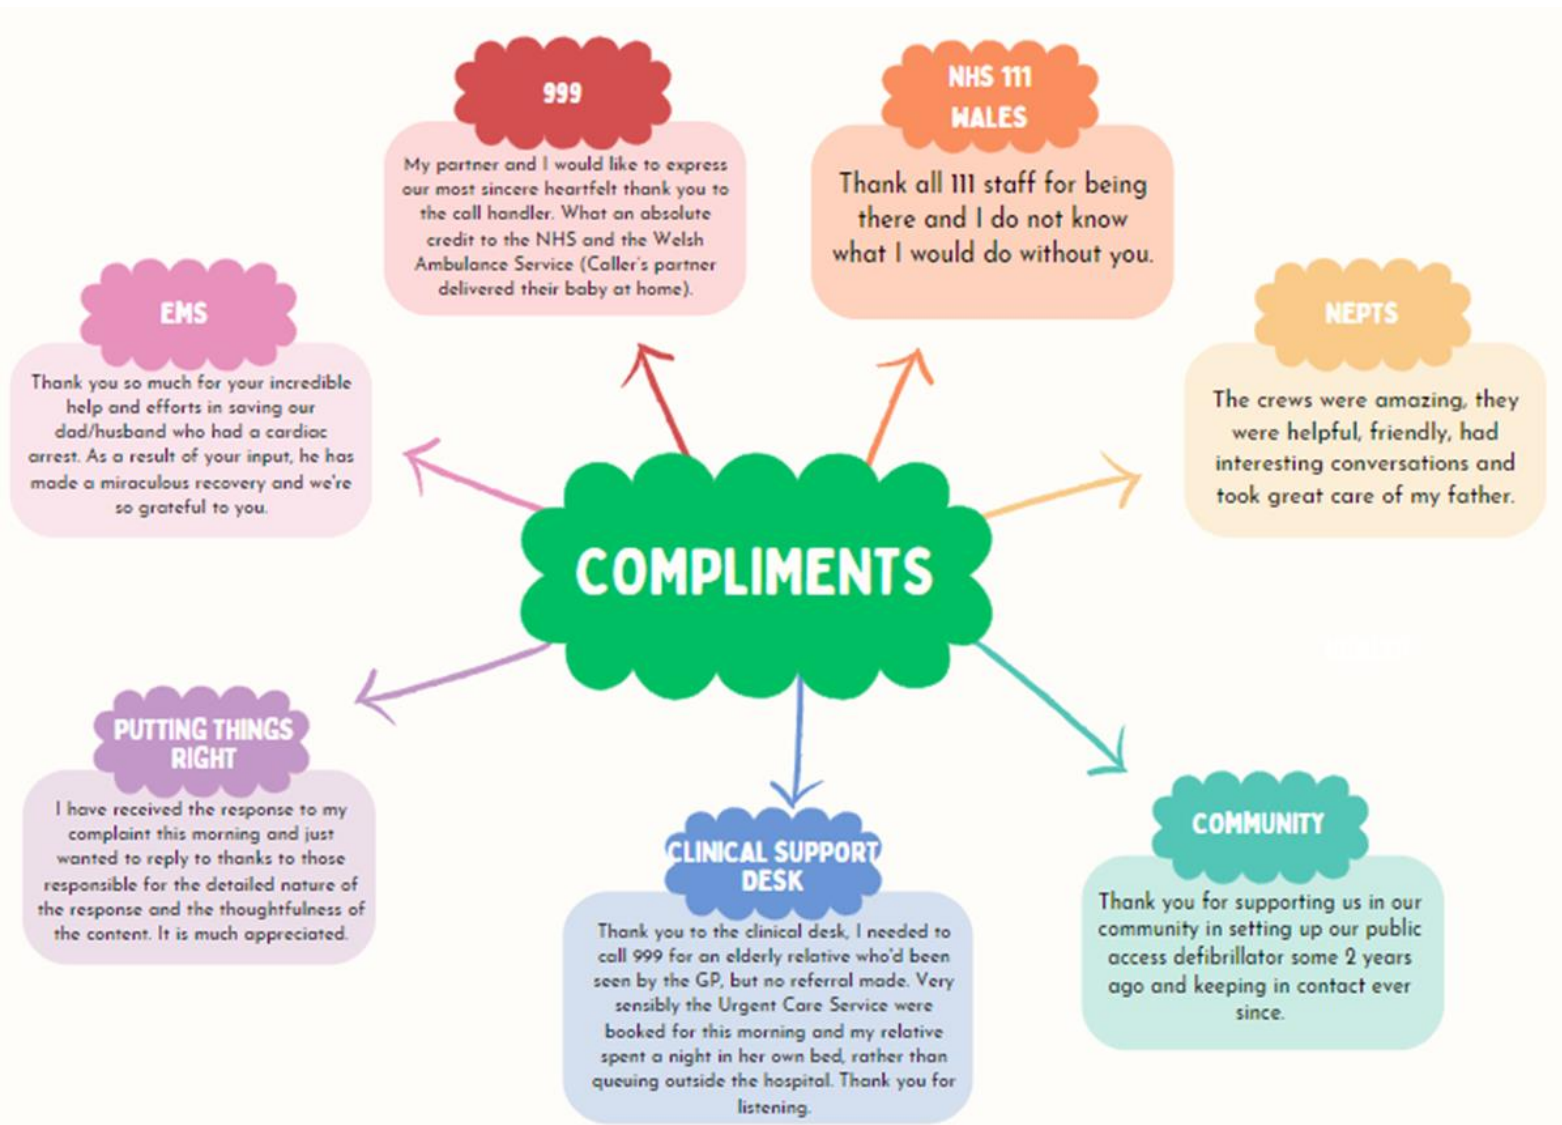 999
My partner and I would like to express
our most sincere heartfelt thank you to
the call handler. What an absolute
credit to the NHS and the Welsh
Ambulance Service (Caller's partner
delivered their baby at home).
NHS 111
WALES
Thank all 111 staff for being
there and I do not know
what I would do without you.
EMS
Thank you so much for your incredible
help and efforts in saving our
dad/husband who had a cardiac
arrest. As a result of your input, he has
made a miraculous recovery and we're
so grateful to you.
NEPTS
The crews were amazing, they
were helpful, friendly, had
interesting conversations and
took great care of my father.
COMPLIMENTS
PUTTING THINGS
RIGHT
I have received the response to my
complaint this morning and just
wanted to reply to thanks to those
responsible for the detailed nature of
the response and the thoughtfulness of
the content. It is much appreciated.
CLINICAL SUPPORT
DESK
Thank you to the clinical desk, I needed to
call 999 for an elderly relative who'd been
seen by the GP, but no referral made. Very
sensibly the Urgent Care Service were
booked for this morning and my relative
spent a night in her own bed, rather than
queuing outside the hospital. Thank you for
listening.
COMMUNITY
Thank you for supporting us in our
community in setting up our public
access defibrillator some 2 years
ago and keeping in contact ever
since.